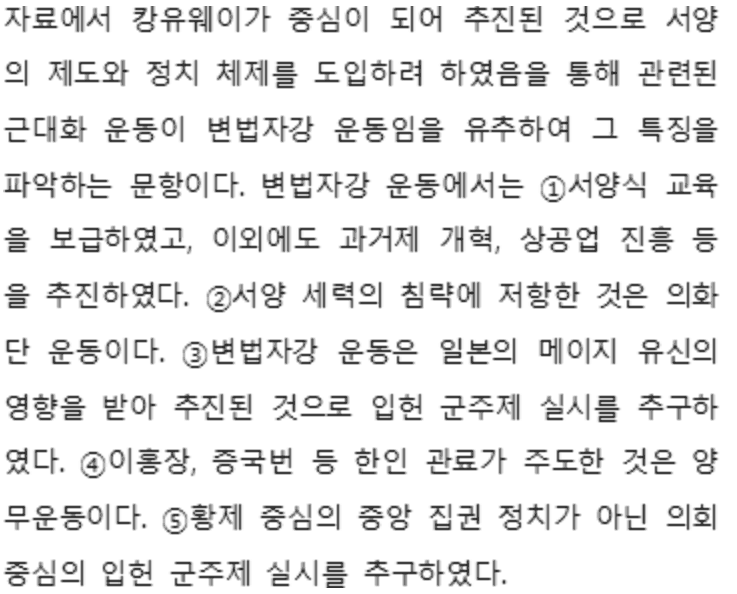 자료에서 캉유웨이가 중심이 되어 추진된 것으로 서양
의 제도와 정치 체제를 도입하려 하였음을 통해 관련된
근대화 운동이 변법자강 운동임을 유추하여 그 특징을
파악하는 문항이다. 변법자강 운동에서는 ①서양식 교육
을 보급하였고, 이외에도 과거제 개혁, 상공업 진흥 등
을 추진하였다. ②서양 세력의 침략에 저항한 것은 의화
단 운동이다. ③변법자강 운동은 일본의 메이지 유신의
영향을 받아 추진된 것으로 입헌 군주제 실시를 추구하
였다. ④이홍장, 증국번 등 한인 관료가 주도한 것은 양
무운동이다. ⑤황제 중심의 중앙 집권 정치가 아닌 의회
중심의 입헌 군주제 실시를 추구하였다.